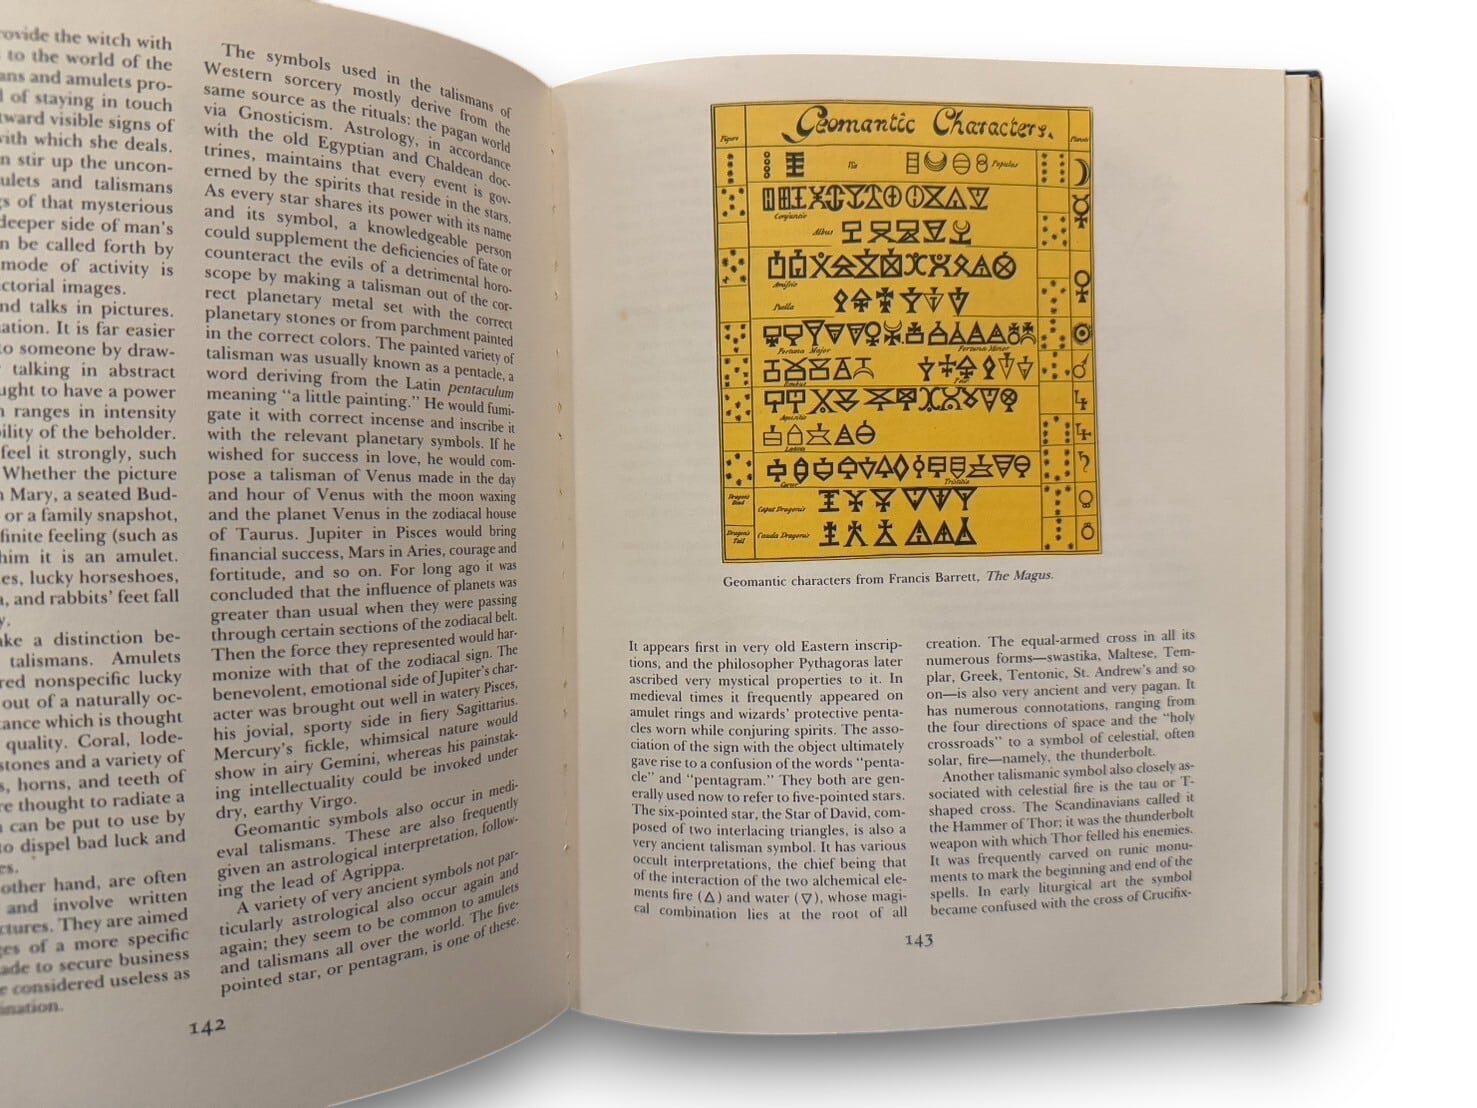 ovide the witch with
to the world of the
ans and amulets pro-
of staying in touch
tward visible signs of
with which she deals.
n stir up the uncon-
ulets and talismans
gs of that mysterious
deeper side of man's
n be called forth by
mode of activity is
ctorial images.
nd talks in pictures.
ation. It is far easier
to someone by draw-
talking in abstract
ught to have a power
n ranges in intensity
bility of the beholder.
feel it strongly, such
Whether the picture
n Mary, a seated Bud-
or a family snapshot,
finite feeling (such as
him it is an amulet.
es, lucky horseshoes,
a, and rabbits' feet fall
y.
ake a distinction be-
talismans. Amulets
red nonspecific lucky
out of a naturally oc-
tance which is thought
quality. Coral, lode-
stones and a variety of
s, horns, and teeth of
re thought to radiate a
n can be put to use by
to dispel bad luck and
es.
other hand, are often
and involve written
ctures. They are aimed
ges of a more specific
ade to secure business
e considered useless as
ination.
The symbols used in the talismans of
Western sorcery mostly derive from the
same source as the rituals: the pagan world
via Gnosticism. Astrology, in accordance
with the old Egyptian and Chaldean doc-
trines, maintains that every event is gov-
erned by the spirits that reside in the stars.
As every star shares its power with its name
and its symbol, a knowledgeable person
could supplement the deficiencies of fate or
counteract the evils of a detrimental horo-
scope by making a talisman out of the cor-
rect planetary metal set with the correct
planetary stones or from parchment painted
in the correct colors. The painted variety of
talisman was usually known as a pentacle, a
word deriving from the Latin pentaculum
meaning "a little painting." He would fumi-
gate it with correct incense and inscribe it
with the relevant planetary symbols. If he
wished for success in love, he would com-
pose a talisman of Venus made in the day
and hour of Venus with the moon waxing
and the planet Venus in the zodiacal house
of Taurus. Jupiter in Pisces would bring
financial success, Mars in Aries, courage and
fortitude, and so on. For long ago it was
concluded that the influence of planets was
greater than usual when they were passing
through certain sections of the zodiacal belt.
Then the force they represented would har-
monize with that of the zodiacal sign. The
benevolent, emotional side of Jupiter's char-
acter was brought out well in watery Pisces,
his jovial, sporty side in fiery Sagittarius.
Mercury's fickle, whimsical nature would
show in airy Gemini, whereas his painstak-
ing intellectuality could be invoked under
dry, earthy Virgo.
Geomantic symbols also occur in medi-
eval talismans. These are also frequently
given an astrological interpretation, follow-
ing the lead of Agrippa.
A variety of very ancient symbols not par-
ticularly astrological also occur again and
again; they seem to be common to amulets
and talismans all over the world. The five-
pointed star, or pentagram, is one of these.
142
Geomantic Characters.
Figure
Planets
Via
Populus
Conjunctio
Albus
Amissio
Puella
Fortuna Major
Fortuna Minor
Rubeus
Puer
Aquisitio
Laetitia
Carcer
Tristitia
Dragon's Head
Caput Draconis
Dragon's Tail
Cauda Draconis
Geomantic characters from Francis Barrett, The Magus.
It appears first in very old Eastern inscrip-
tions, and the philosopher Pythagoras later
ascribed very mystical properties to it. In
medieval times it frequently appeared on
amulet rings and wizards' protective penta-
cles worn while conjuring spirits. The asso-
ciation of the sign with the object ultimately
gave rise to a confusion of the words "penta-
cle" and "pentagram." They both are gen-
erally used now to refer to five-pointed stars.
The six-pointed star, the Star of David, com-
posed of two interlacing triangles, is also a
very ancient talisman symbol. It has various
occult interpretations, the chief being that
of the interaction of the two alchemical ele-
ments fire (△) and water (▽), whose magi-
cal combination lies at the root of all
creation. The equal-armed cross in all its
numerous forms—swastika, Maltese, Tem-
plar, Greek, Tentonic, St. Andrew's and so
on—is also very ancient and very pagan. It
has numerous connotations, ranging from
the four directions of space and the "holy
crossroads" to a symbol of celestial, often
solar, fire—namely, the thunderbolt.
Another talismanic symbol also closely as-
sociated with celestial fire is the tau or T-
shaped cross. The Scandinavians called it
the Hammer of Thor; it was the thunderbolt
weapon with which Thor felled his enemies.
It was frequently carved on runic monu-
ments to mark the beginning and end of the
spells. In early liturgical art the symbol
became confused with the cross of Crucifix-
143